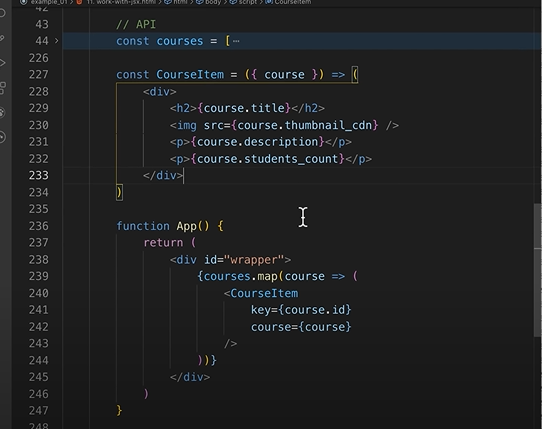 example_01 > 11. work-with-jsx.html > html > body > script > CourseItem
42
43 // API
44 const courses = [⋯
226
227 const CourseItem = ({ course }) => (
228 <div>
229 <h2>{course.title}</h2>
230 <img src={course.thumbnail_cdn} />
231 <p>{course.description}</p>
232 <p>{course.students_count}</p>
233 </div>
234 )
235
236 function App() {
237 return (
238 <div id="wrapper">
239 {courses.map(course => (
240 <CourseItem
241 key={course.id}
242 course={course}
243 />
244 ))}
245 </div>
246 )
247 }